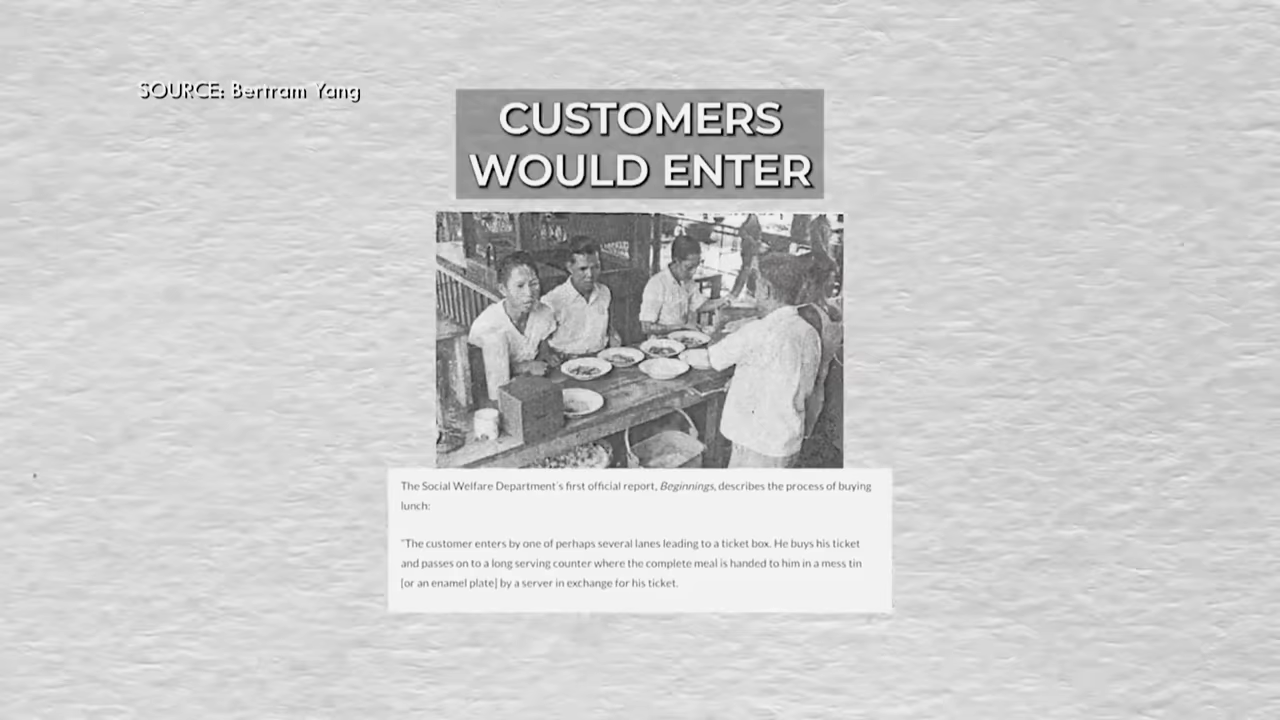 SOURCE: Bertram Yang
CUSTOMERS
WOULD ENTER
The Social Welfare Department's first official report, Beginnings, describes the process of buying
lunch:
"The customer enters by one of perhaps several lanes leading to a ticket box. He buys his ticket
and passes on to a long serving counter where the complete meal is handed to him in a mess tin
[or an enamel plate] by a server in exchange for his ticket.